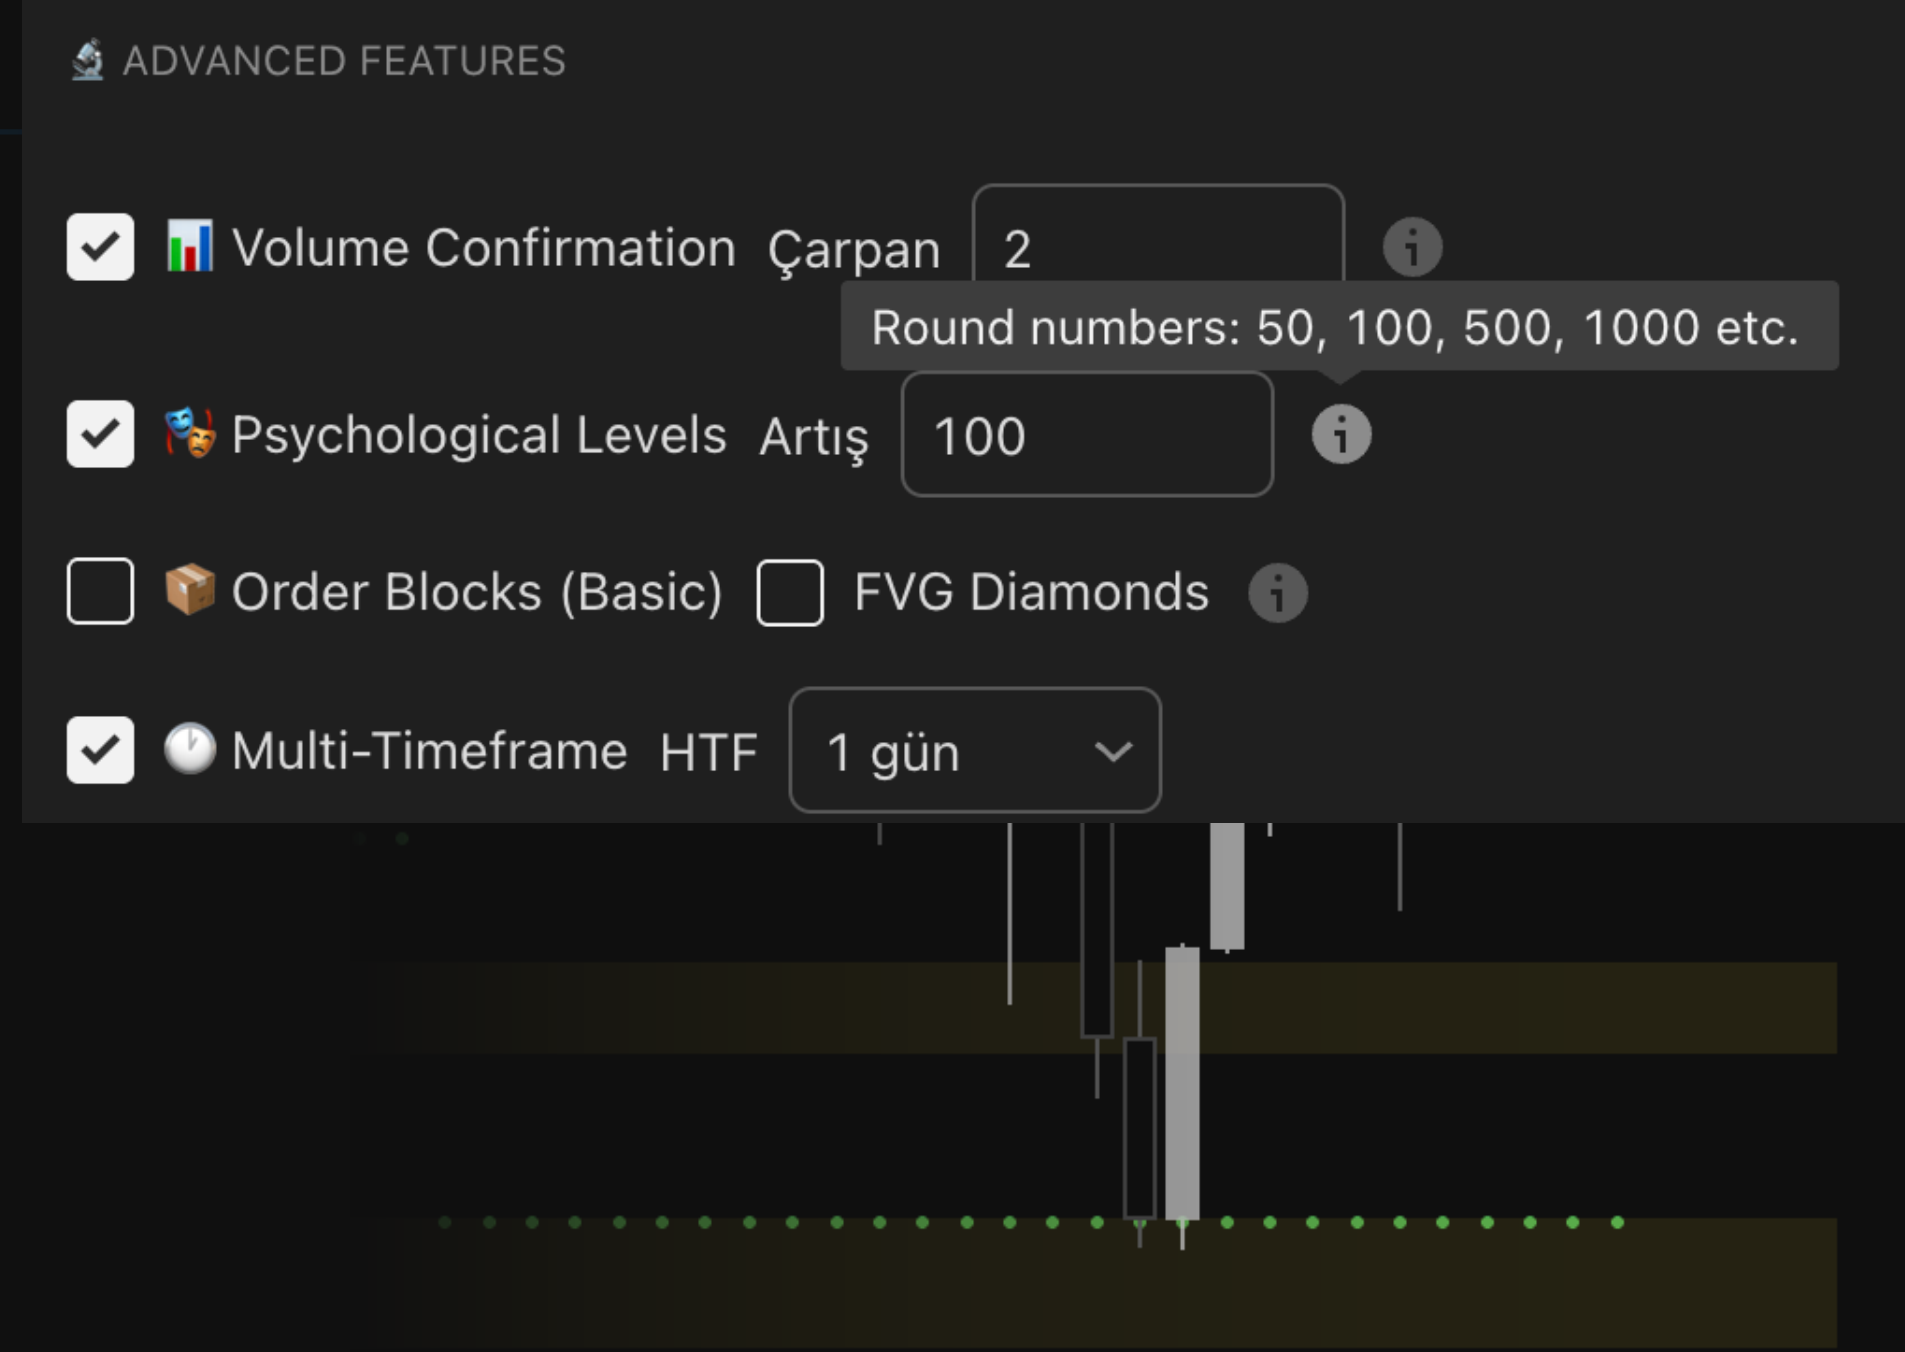 ADVANCED FEATURES
Volume Confirmation Çarpan 2
Round numbers: 50, 100, 500, 1000 etc.
Psychological Levels Artış 100
Order Blocks (Basic) FVG Diamonds
Multi-Timeframe HTF 1 gün